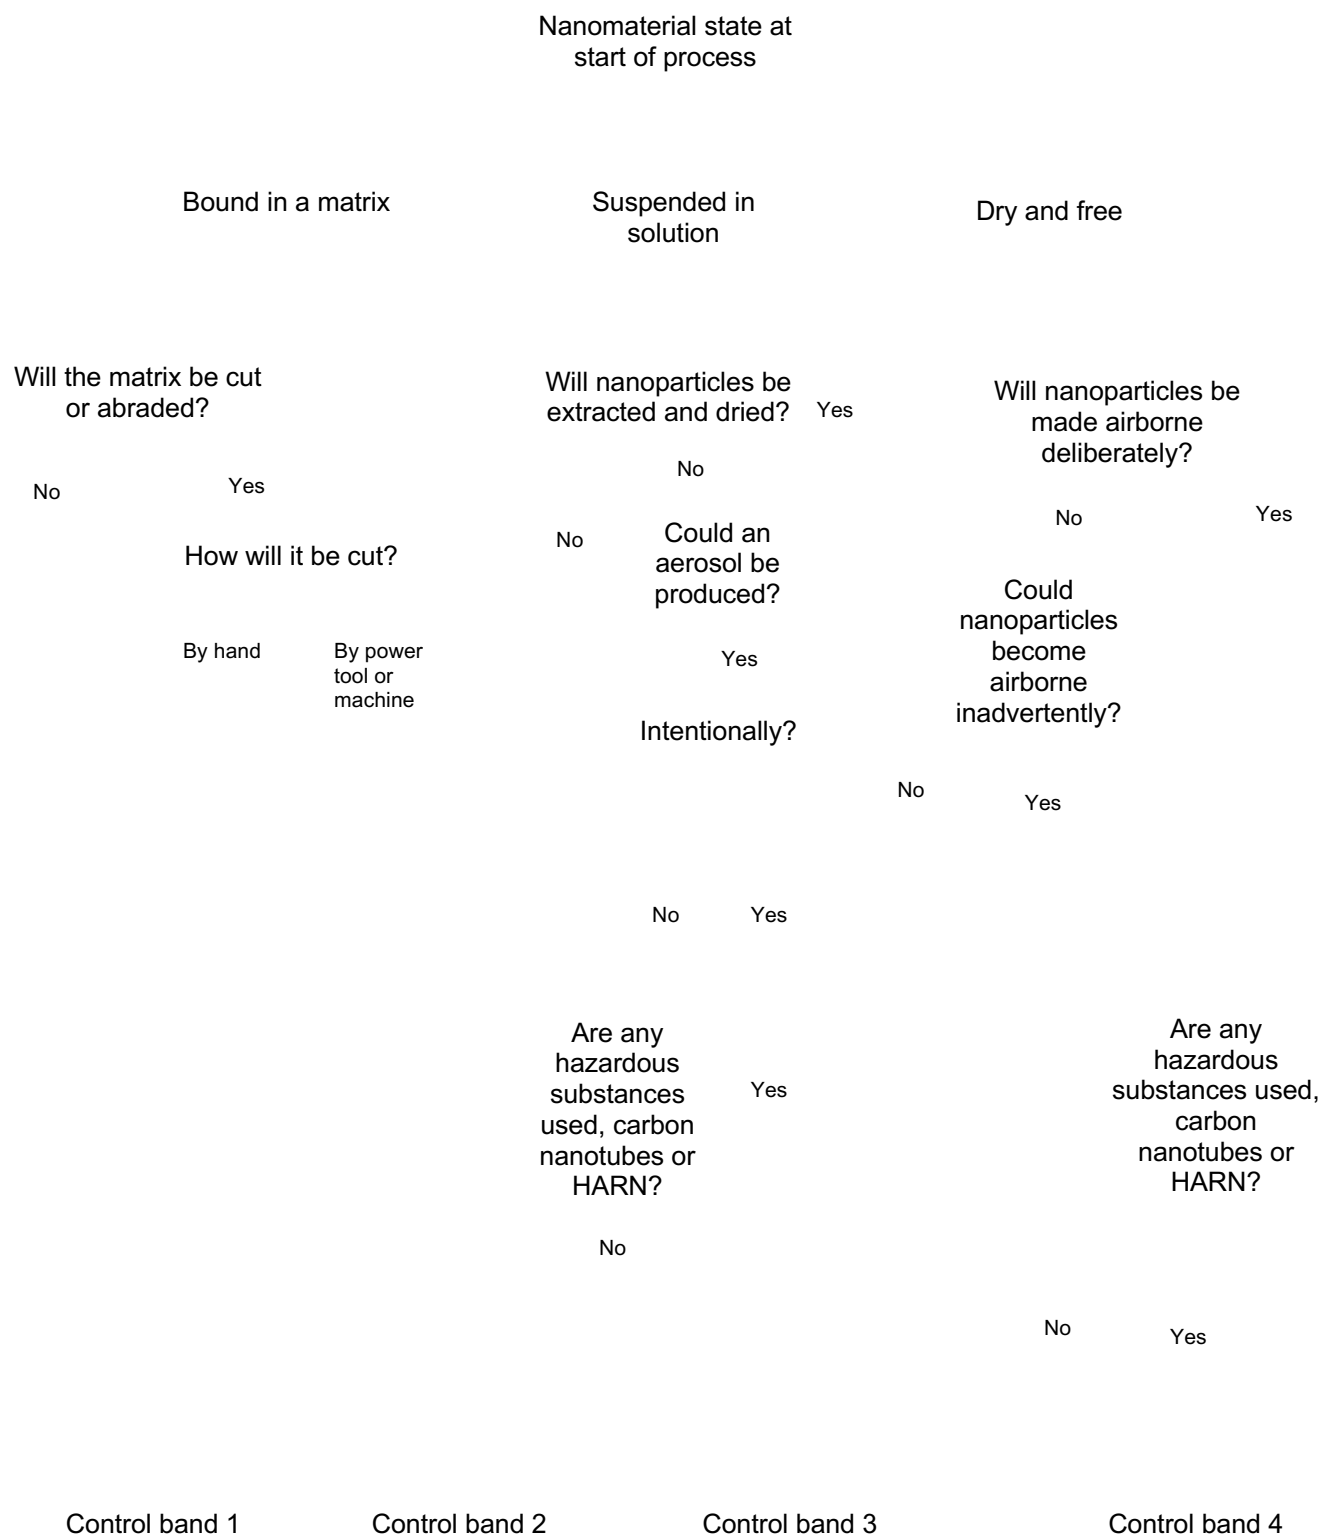 Nanomaterial state at
start of process
Bound in a matrix
Suspended in
solution
Dry and free
Will the matrix be cut
or abraded?
No
Yes
How will it be cut?
By hand
By power
tool or
machine
Will nanoparticles be
extracted and dried?
Yes
No
Could an
aerosol be
produced?
No
Yes
Intentionally?
No
Yes
Will nanoparticles be
made airborne
deliberately?
No
Yes
Could
nanoparticles
become
airborne
inadvertently?
No
Yes
Are any
hazardous
substances
used, carbon
nanotubes or
HARN?
Yes
No
Are any
hazardous
substances used,
carbon
nanotubes or
HARN?
No
Yes
Control band 1
Control band 2
Control band 3
Control band 4